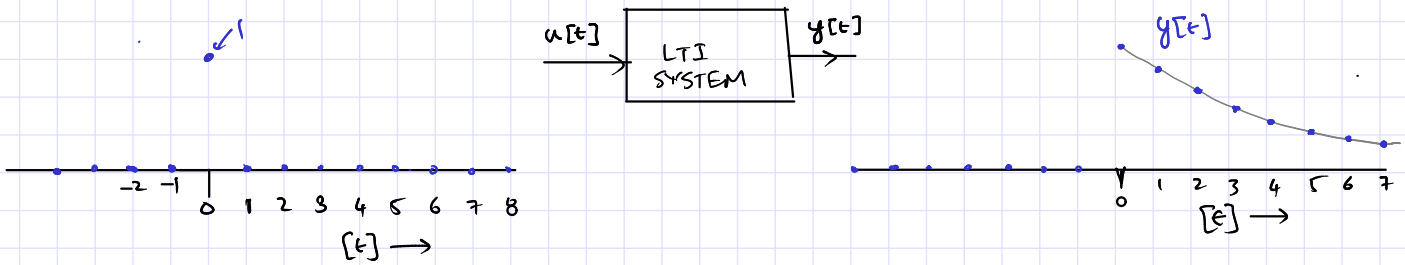 1
-2 -1
0 1 2 3 4 5 6 7 8
[t] →
u[t]
LTI
SYSTEM
y[t]
y[t]
0 1 2 3 4 5 6 7
[t] →